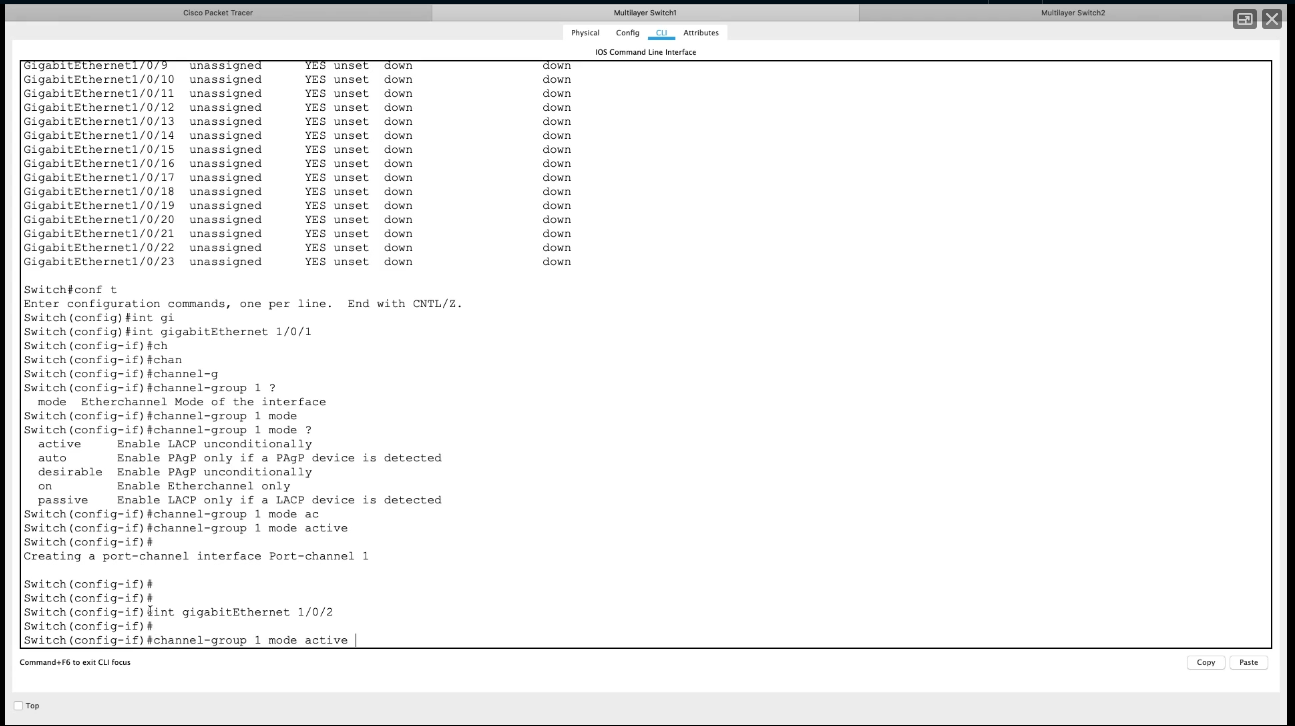 Cisco Packet Tracer Multilayer Switch1 Multilayer Switch2
Physical Config CLI Attributes
IOS Command Line Interface
GigabitEthernet1/0/9 unassigned YES unset down down
GigabitEthernet1/0/10 unassigned YES unset down down
GigabitEthernet1/0/11 unassigned YES unset down down
GigabitEthernet1/0/12 unassigned YES unset down down
GigabitEthernet1/0/13 unassigned YES unset down down
GigabitEthernet1/0/14 unassigned YES unset down down
GigabitEthernet1/0/15 unassigned YES unset down down
GigabitEthernet1/0/16 unassigned YES unset down down
GigabitEthernet1/0/17 unassigned YES unset down down
GigabitEthernet1/0/18 unassigned YES unset down down
GigabitEthernet1/0/19 unassigned YES unset down down
GigabitEthernet1/0/20 unassigned YES unset down down
GigabitEthernet1/0/21 unassigned YES unset down down
GigabitEthernet1/0/22 unassigned YES unset down down
GigabitEthernet1/0/23 unassigned YES unset down down
Switch#conf t
Enter configuration commands, one per line. End with CNTL/Z.
Switch(config)#int gi
Switch(config)#int gigabitEthernet 1/0/1
Switch(config-if)#ch
Switch(config-if)#chan
Switch(config-if)#channel-g
Switch(config-if)#channel-group 1 ?
mode Etherchannel Mode of the interface
Switch(config-if)#channel-group 1 mode
Switch(config-if)#channel-group 1 mode ?
active Enable LACP unconditionally
auto Enable PAgP only if a PAgP device is detected
desirable Enable PAgP unconditionally
on Enable Etherchannel only
passive Enable LACP only if a LACP device is detected
Switch(config-if)#channel-group 1 mode ac
Switch(config-if)#channel-group 1 mode active
Switch(config-if)#
Creating a port-channel interface Port-channel 1
Switch(config-if)#
Switch(config-if)#
Switch(config-if)#int gigabitEthernet 1/0/2
Switch(config-if)#
Switch(config-if)#channel-group 1 mode active
Command+F6 to exit CLI focus
Copy Paste
Top